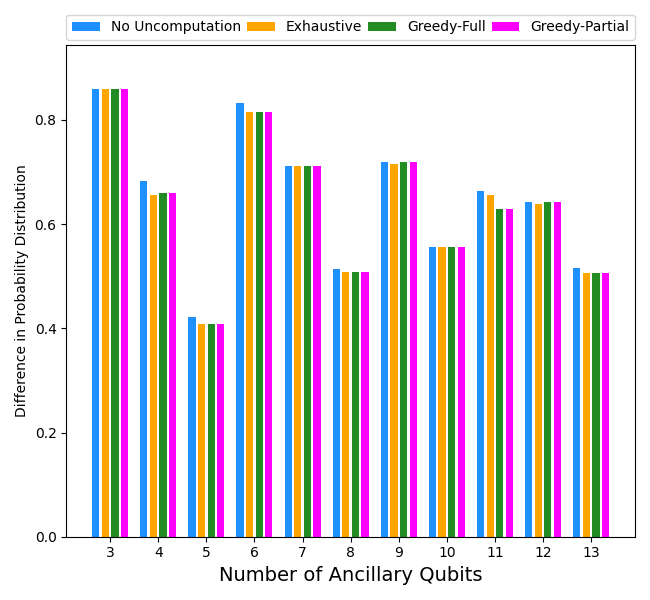 No Uncomputation Exhaustive Greedy-Full Greedy-Partial
Difference in Probability Distribution
0.8
0.6
0.4
0.2
0.0
3 4 5 6 7 8 9 10 11 12 13
Number of Ancillary Qubits